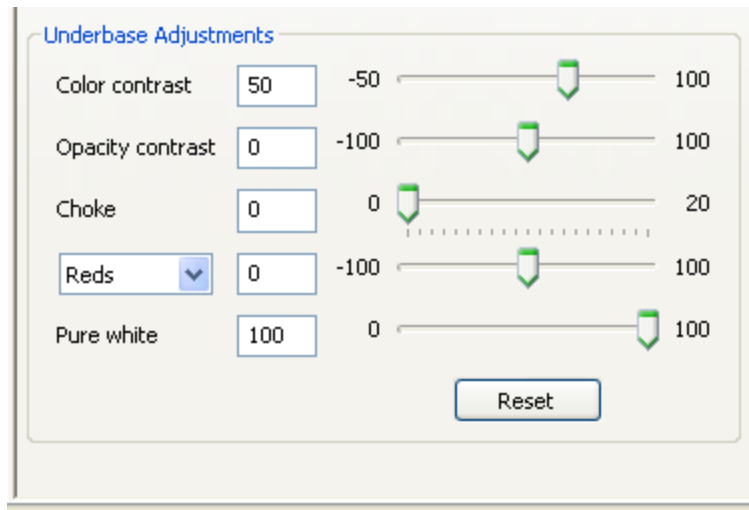 Underbase Adjustments
Color contrast 50 -50 100
Opacity contrast 0 -100 100
Choke 0 0 20
Reds 0 -100 100
Pure white 100 0 100
Reset